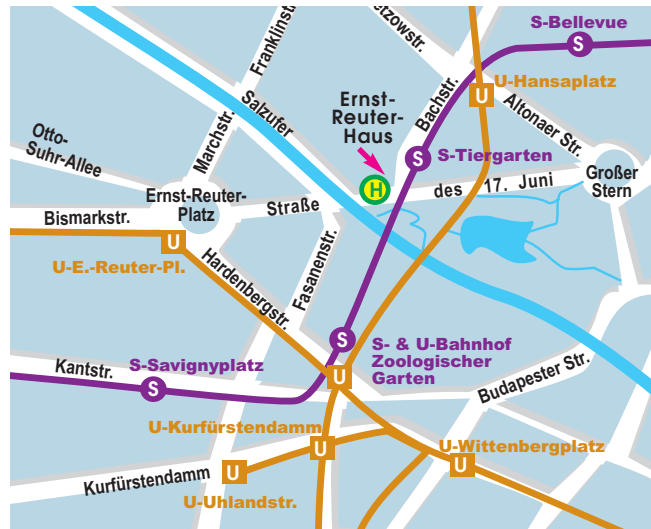 Franklinstr.
etzowstr.
S-Bellevue
S
U-Hansaplatz
U
Salzufer
Ernst-
Reuter-
Haus
Bachstr.
Altonaer Str.
Otto-
Suhr-Allee
Marchstr.
S
S-Tiergarten
Großer
Stern
Ernst-Reuter-
Platz
H
Straße
des 17. Juni
Bismarkstr.
U
U-E.-Reuter-Pl.
Hardenbergstr.
Fasanenstr.
S
S- & U-Bahnhof
Zoologischer
Garten
U
S-Savignyplatz
Kantstr.
S
Budapester Str.
U-Kurfürstendamm
U
U-Wittenbergplatz
U
Kurfürstendamm
U
U-Uhlandstr.